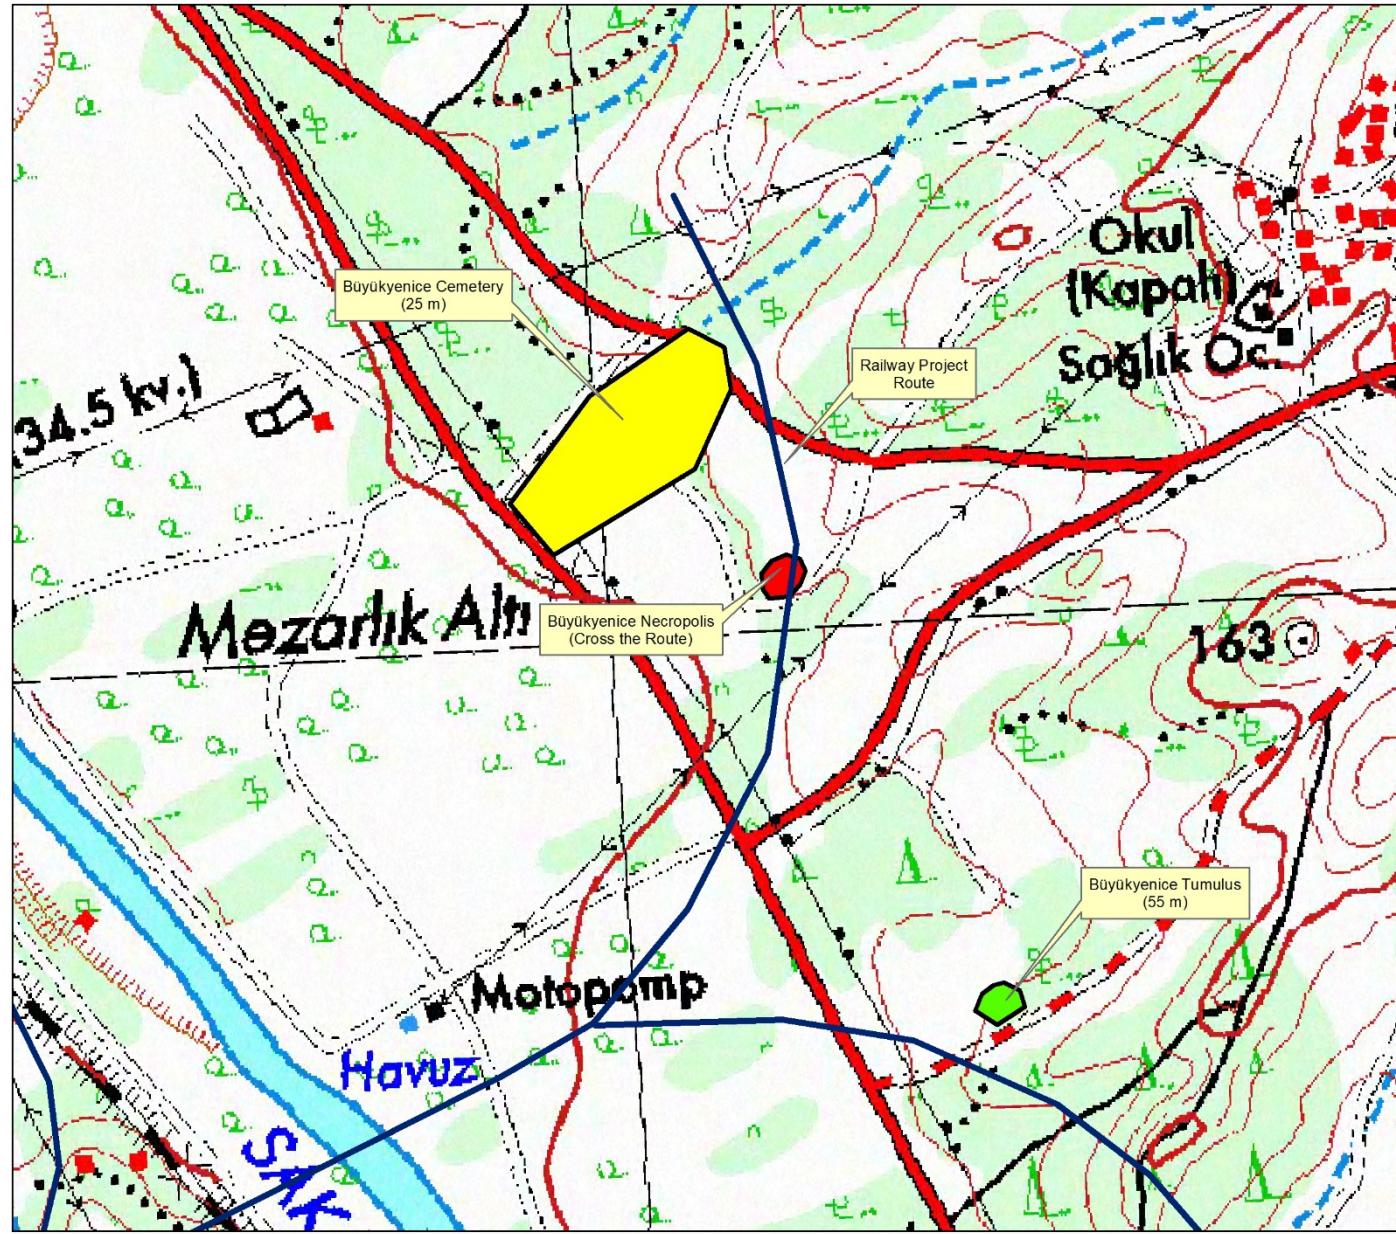 Okul
(Kapalı)
Sağlık Oc.
Büyükyenice Cemetery
(25 m)
Railway Project
Route
34.5 kv.)
Mezarlık Altı
Büyükyenice Necropolis
(Cross the Route)
163
Büyükyenice Tumulus
(55 m)
Motopomp
Havuz
SAK